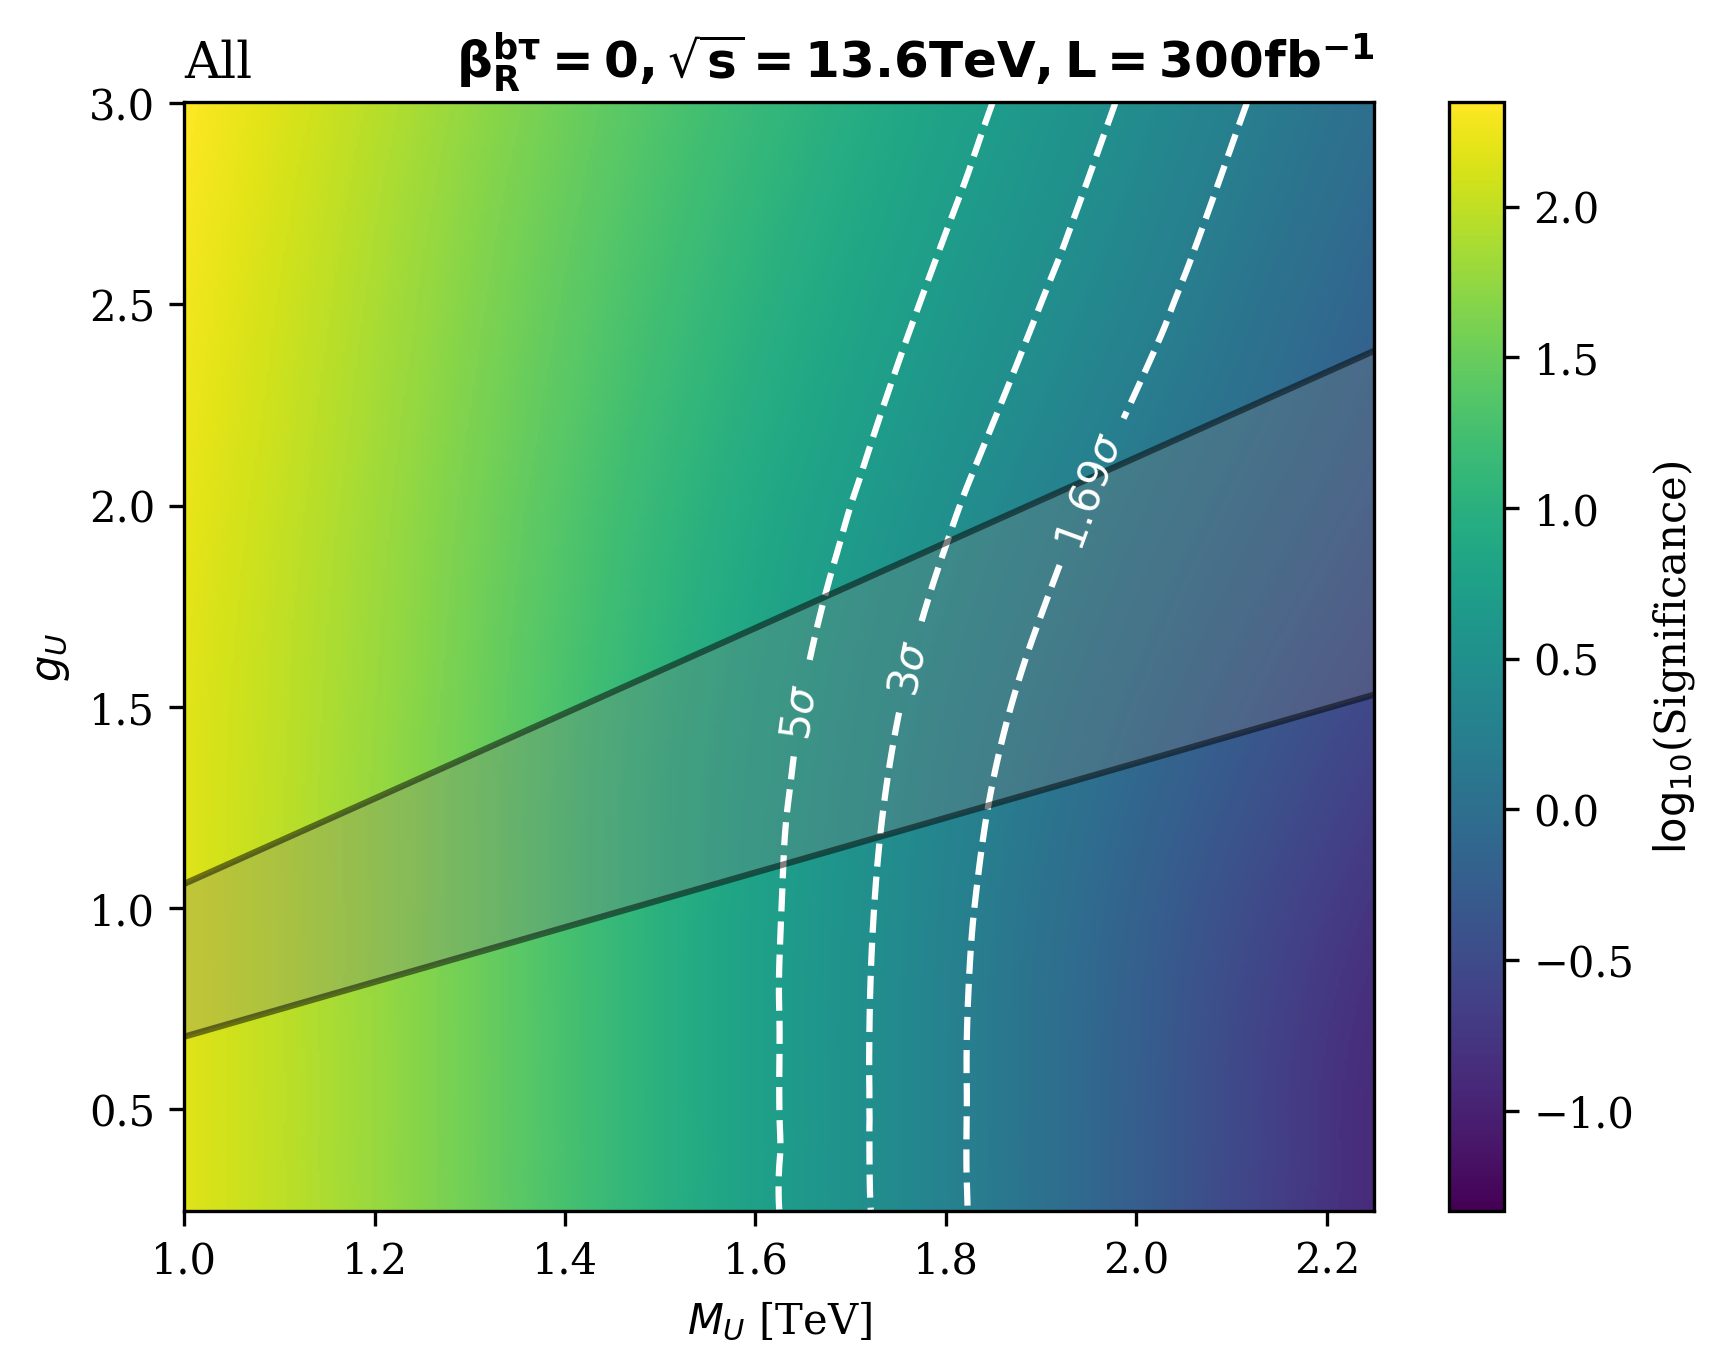 All
β_R^{bτ} = 0, √s = 13.6TeV, L = 300fb⁻¹
3.0
2.5
2.0
1.5
1.0
0.5
g_U
5σ
3σ
1.69σ
1.0 1.2 1.4 1.6 1.8 2.0 2.2
M_U [TeV]
2.0
1.5
1.0
0.5
0.0
−0.5
−1.0
log₁₀(Significance)